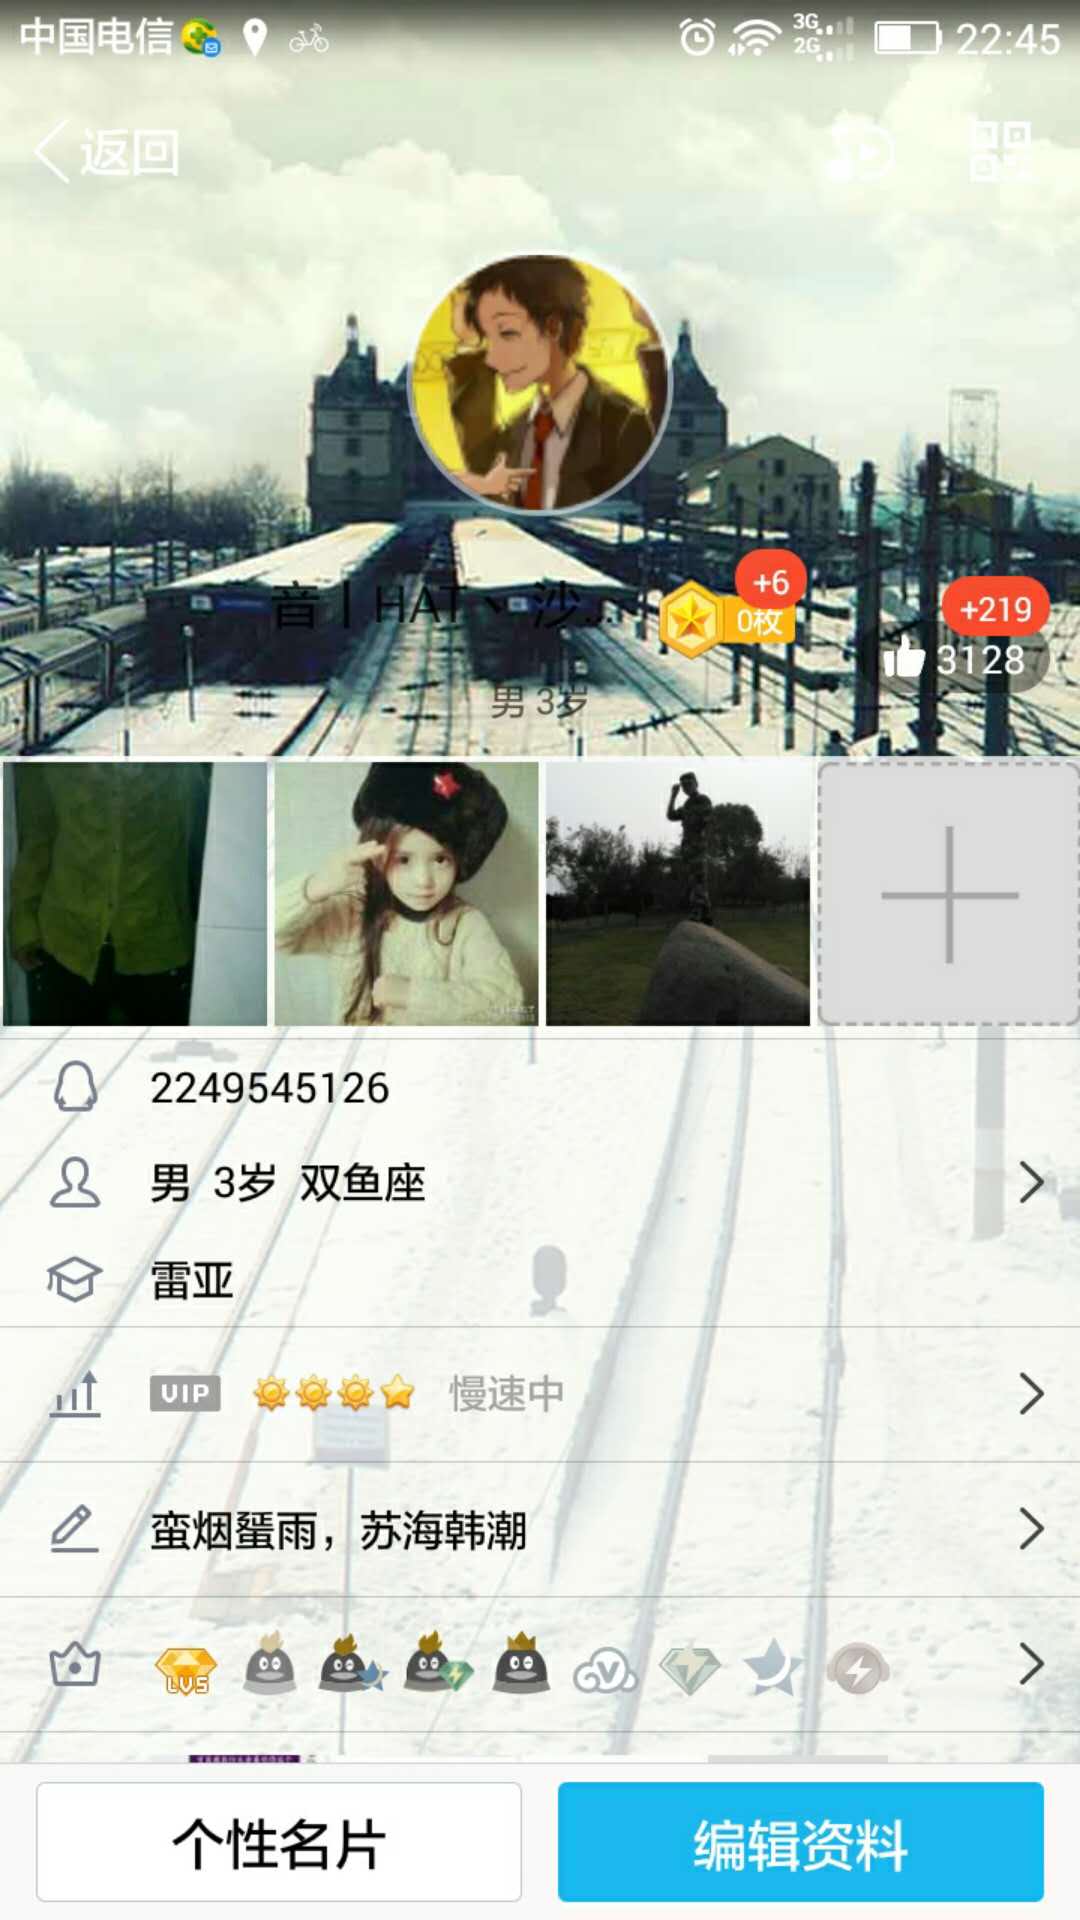 中国电信
3G
2G
22:45
返回
音丨HAT丶 沙...
+6
0枚
+219
3128
男 3岁
2249545126
男 3岁 双鱼座
雷亚
VIP 慢速中
蛮烟蜑雨，苏海韩潮
LV5
个性名片
编辑资料